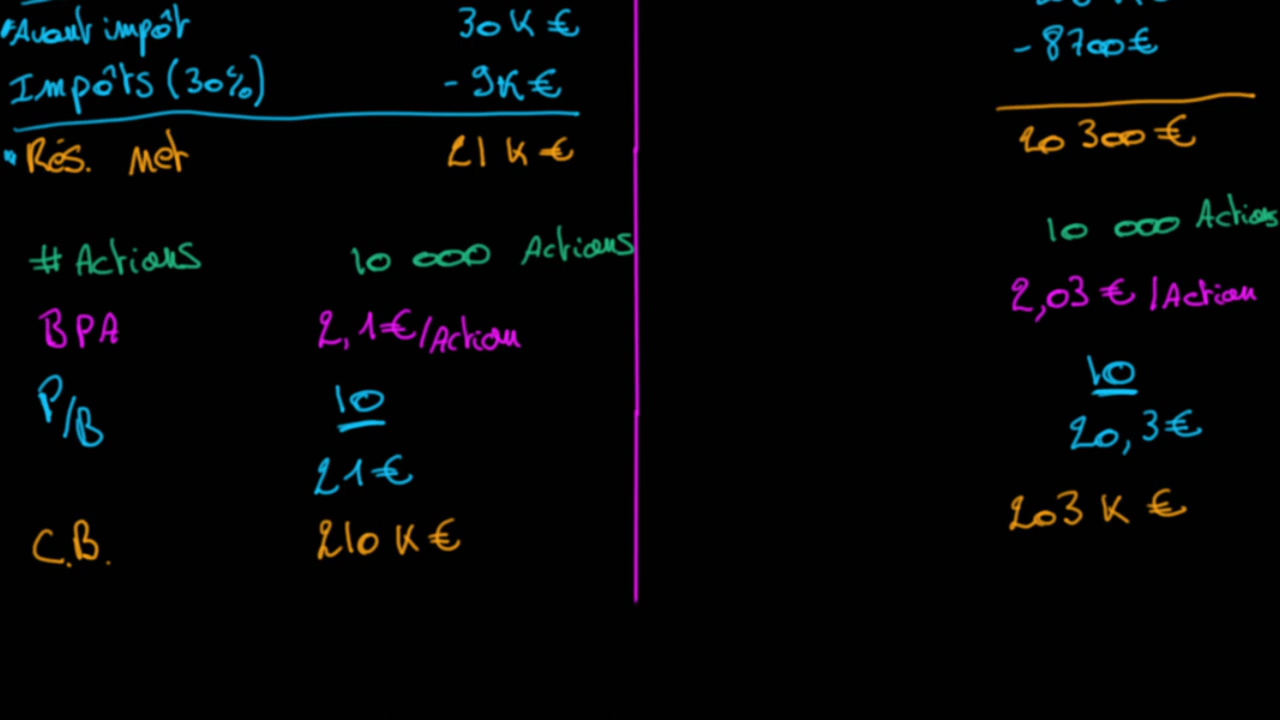 Avant impôt 30 K €
Impôts (30%) - 9K €
- 8700 €
Rés. net 21 K €
20 300 €
# Actions 10 000 Actions
10 000 Actions
BPA 2,1 € / Action
2,03 € / Action
P/B 10
10
21 €
20,3 €
C.B. 210 K €
203 K €